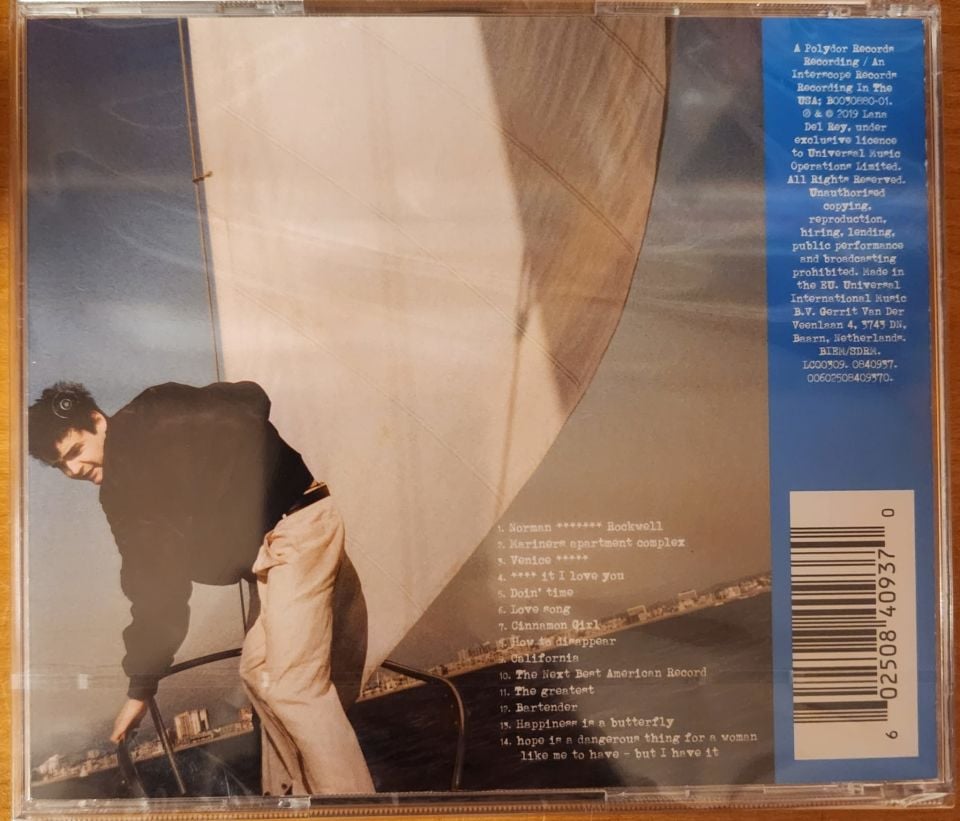 A Polydor Records
Recording / An
Interscope Records
Recording In The
USA; B0030880-01.
℗ & © 2019 Lana
Del Rey, under
exclusive licence
to Universal Music
Operations Limited.
All Rights Reserved.
Unauthorised
copying,
reproduction,
hiring, lending,
public performance
and broadcasting
prohibited. Made in
the EU. Universal
International Music
B.V. Gerrit Van Der
Veenlaan 4, 3743 DN,
Baarn, Netherlands.
BIEM/SDRM.
LC00309. 0840937.
00602508409370.
1. Norman ******* Rockwell
2. Mariners apartment complex
3. Venice *****
4. **** it I love you
5. Doin' time
6. Love song
7. Cinnamon Girl
8. How to disappear
9. California
10. The Next Best American Record
11. The greatest
12. Bartender
13. Happiness is a butterfly
14. hope is a dangerous thing for a woman
like me to have - but I have it
6 02508 40937 0